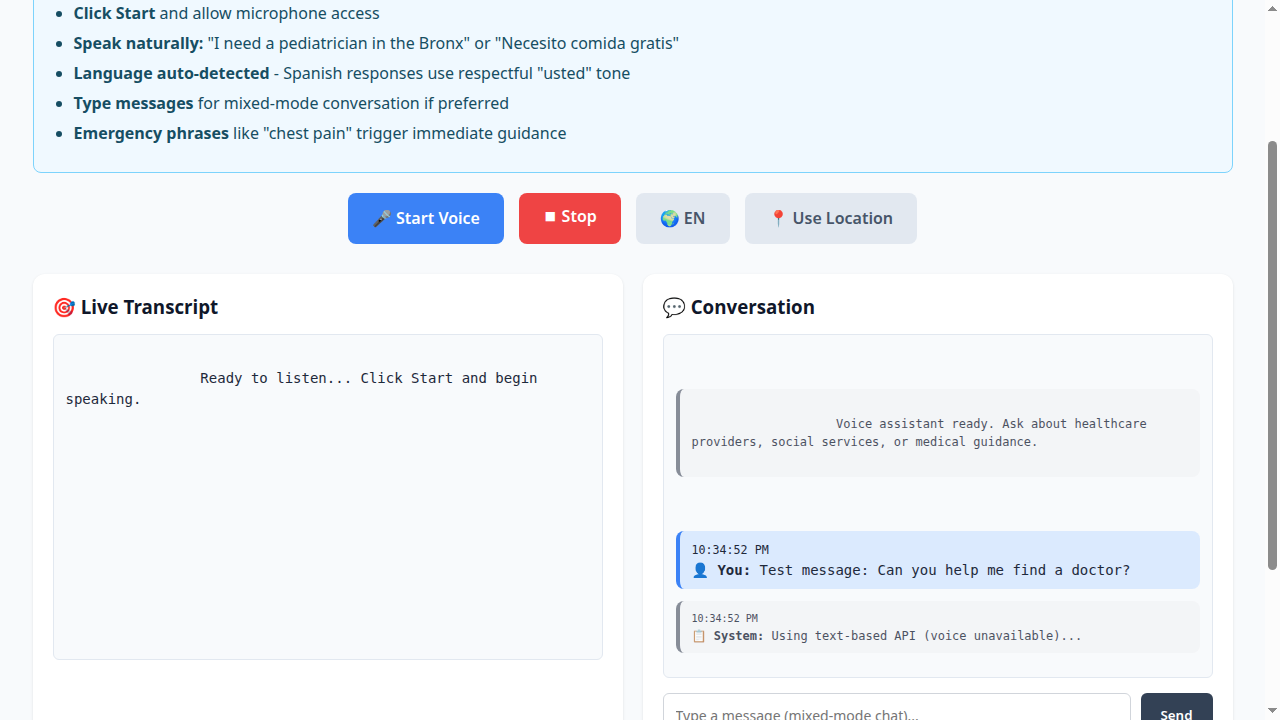 Click Start and allow microphone access
Speak naturally: "I need a pediatrician in the Bronx" or "Necesito comida gratis"
Language auto-detected - Spanish responses use respectful "usted" tone
Type messages for mixed-mode conversation if preferred
Emergency phrases like "chest pain" trigger immediate guidance
🎤 Start Voice
⏹ Stop
🌍 EN
📍 Use Location
🎯 Live Transcript
Ready to listen... Click Start and begin
speaking.
💬 Conversation
Voice assistant ready. Ask about healthcare
providers, social services, or medical guidance.
10:34:52 PM
👤 You: Test message: Can you help me find a doctor?
10:34:52 PM
📋 System: Using text-based API (voice unavailable)...
Type a message (mixed-mode chat)...
Send